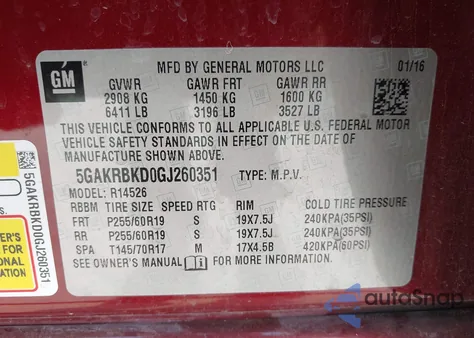 GM
MFD BY GENERAL MOTORS LLC 01/16
GVWR GAWR FRT GAWR RR
2908 KG 1450 KG 1600 KG
6411 LB 3196 LB 3527 LB
THIS VEHICLE CONFORMS TO ALL APPLICABLE U.S. FEDERAL MOTOR
VEHICLE SAFETY STANDARDS IN EFFECT ON THE DATE OF
MANUFACTURE SHOWN ABOVE.
5GAKRBKD0GJ260351 TYPE: M.P.V.
MODEL: R14526
RBBM TIRE SIZE SPEED RTG RIM COLD TIRE PRESSURE
FRT P255/60R19 S 19X7.5J 240KPA(35PSI)
RR P255/60R19 S 19X7.5J 240KPA(35PSI)
SPA T145/70R17 M 17X4.5B 420KPA(60PSI)
SEE OWNER'S MANUAL FOR MORE INFORMATION.
5GAKRBKD0GJ260351
autoSnap